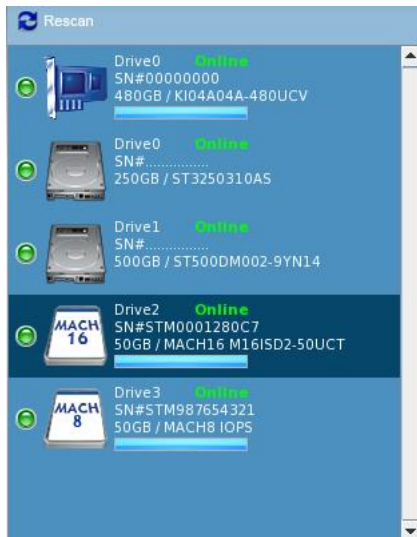 Rescan
Drive0 Online
SN#00000000
480GB / KI04A04A-480UCV
Drive0 Online
SN#................
250GB / ST3250310AS
Drive1 Online
SN#................
500GB / ST500DM002-9YN14
MACH
16
Drive2 Online
SN#STM0001280C7
50GB / MACH16 M16ISD2-50UCT
MACH
8
Drive3 Online
SN#STM987654321
50GB / MACH8 IOPS